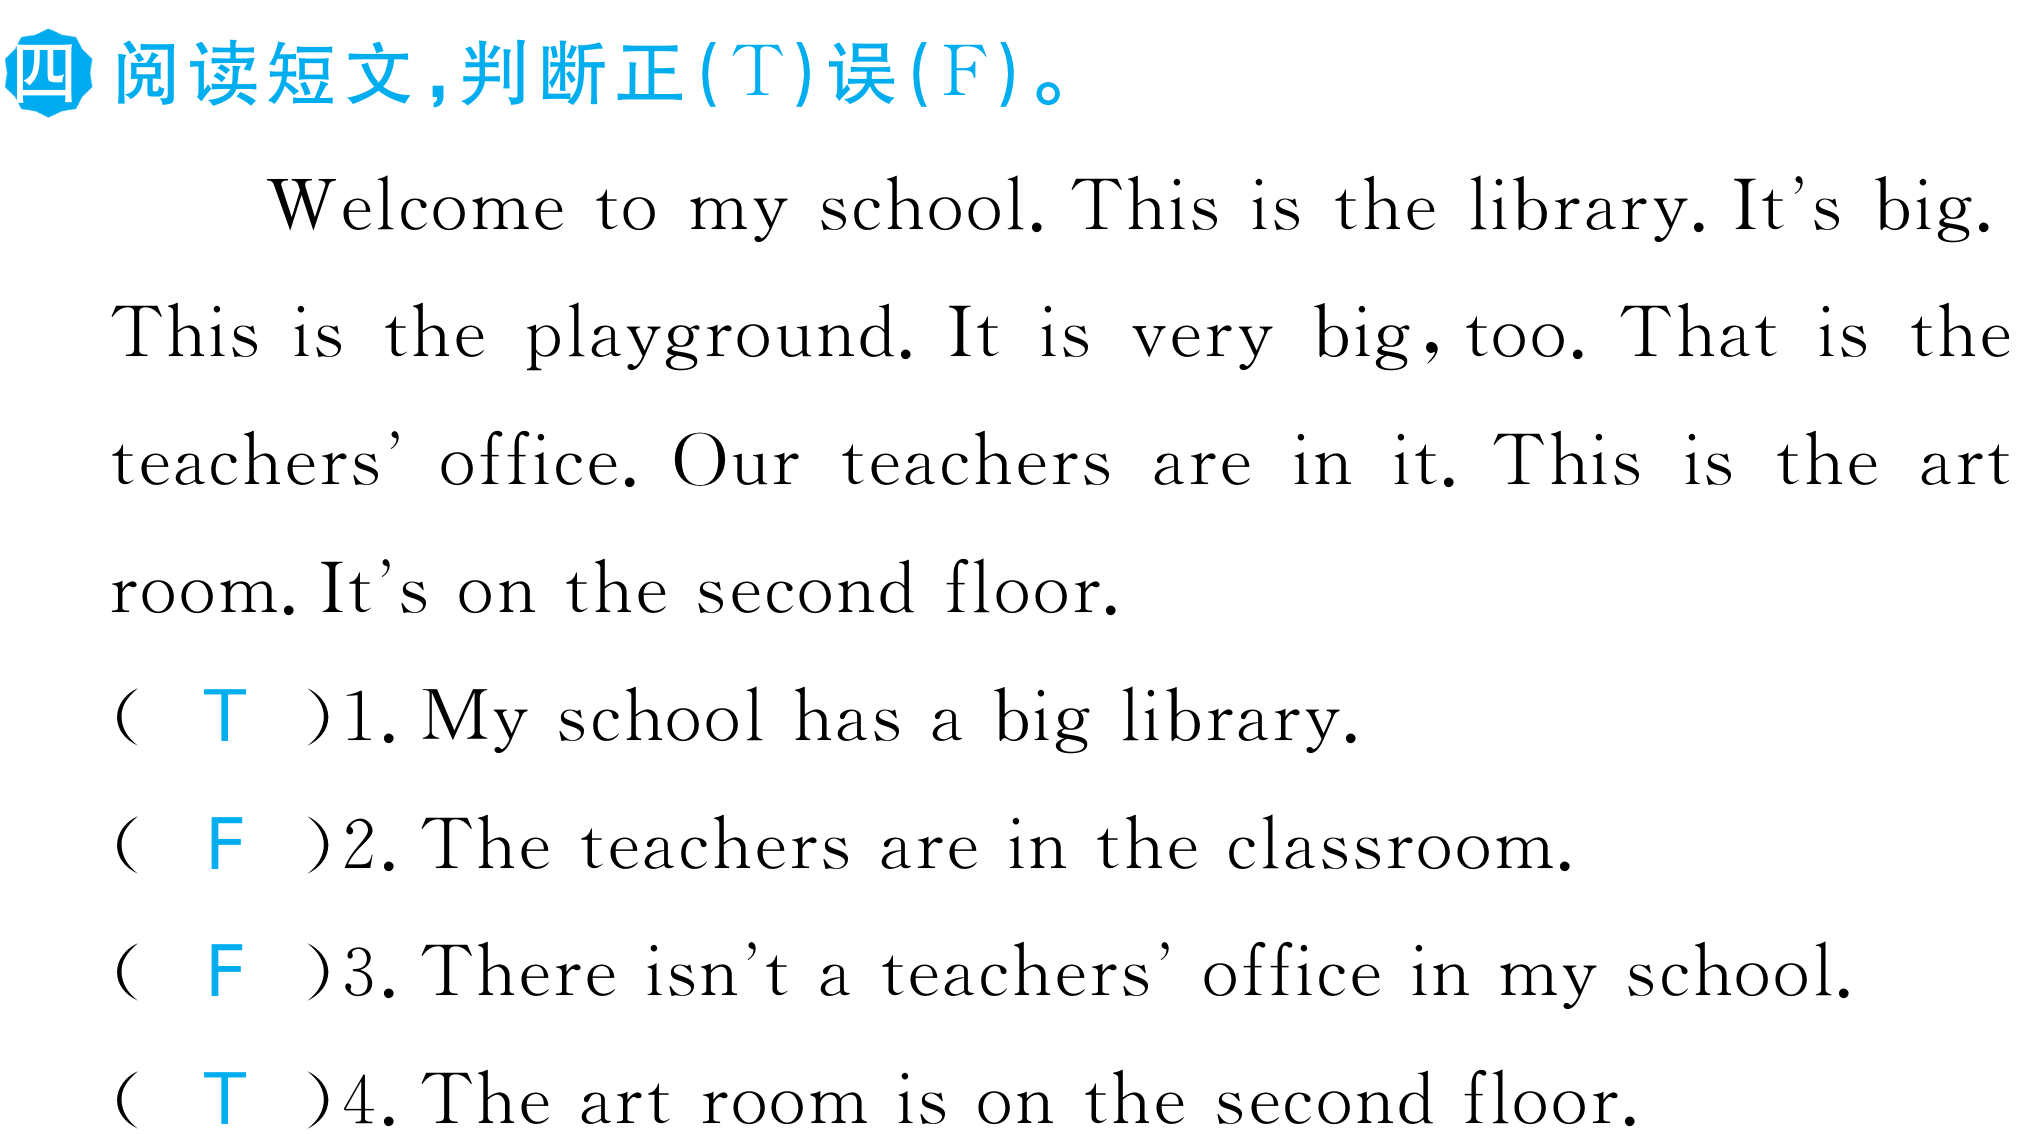 四 阅读短文,判断正(T)误(F)。
Welcome to my school. This is the library. It’s big.
This is the playground. It is very big, too. That is the
teachers’ office. Our teachers are in it. This is the art
room. It’s on the second floor.
( T )1. My school has a big library.
( F )2. The teachers are in the classroom.
( F )3. There isn’t a teachers’ office in my school.
( T )4. The art room is on the second floor.